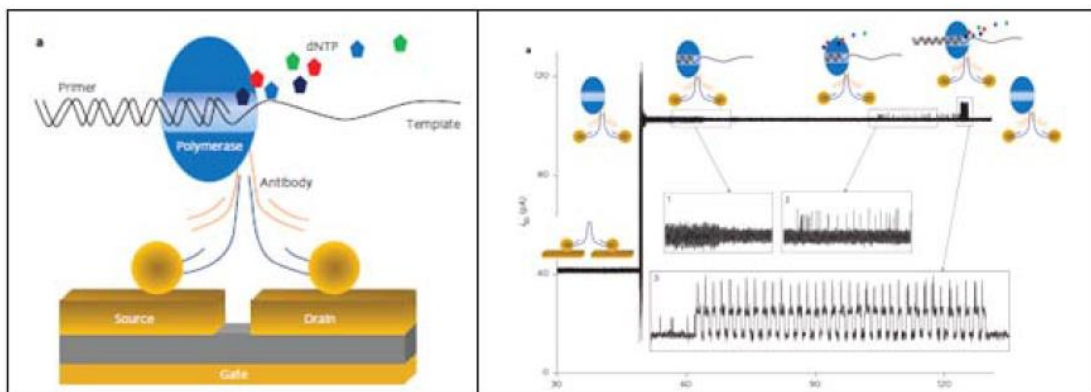 a
dNTP
Primer
Template
Polymerase
Antibody
Source
Drain
Gate
a
120
80
40
0
(pA)
30
60
90
120
1
2
3